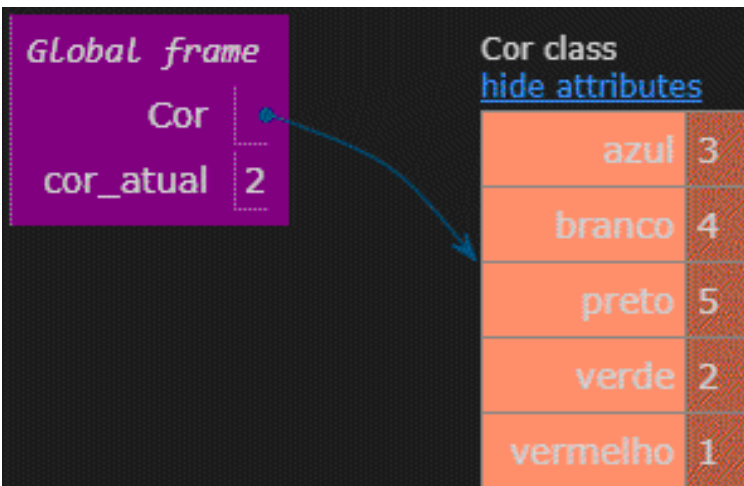 Global frame
Cor
cor_atual 2
Cor class
hide attributes
azul 3
branco 4
preto 5
verde 2
vermelho 1